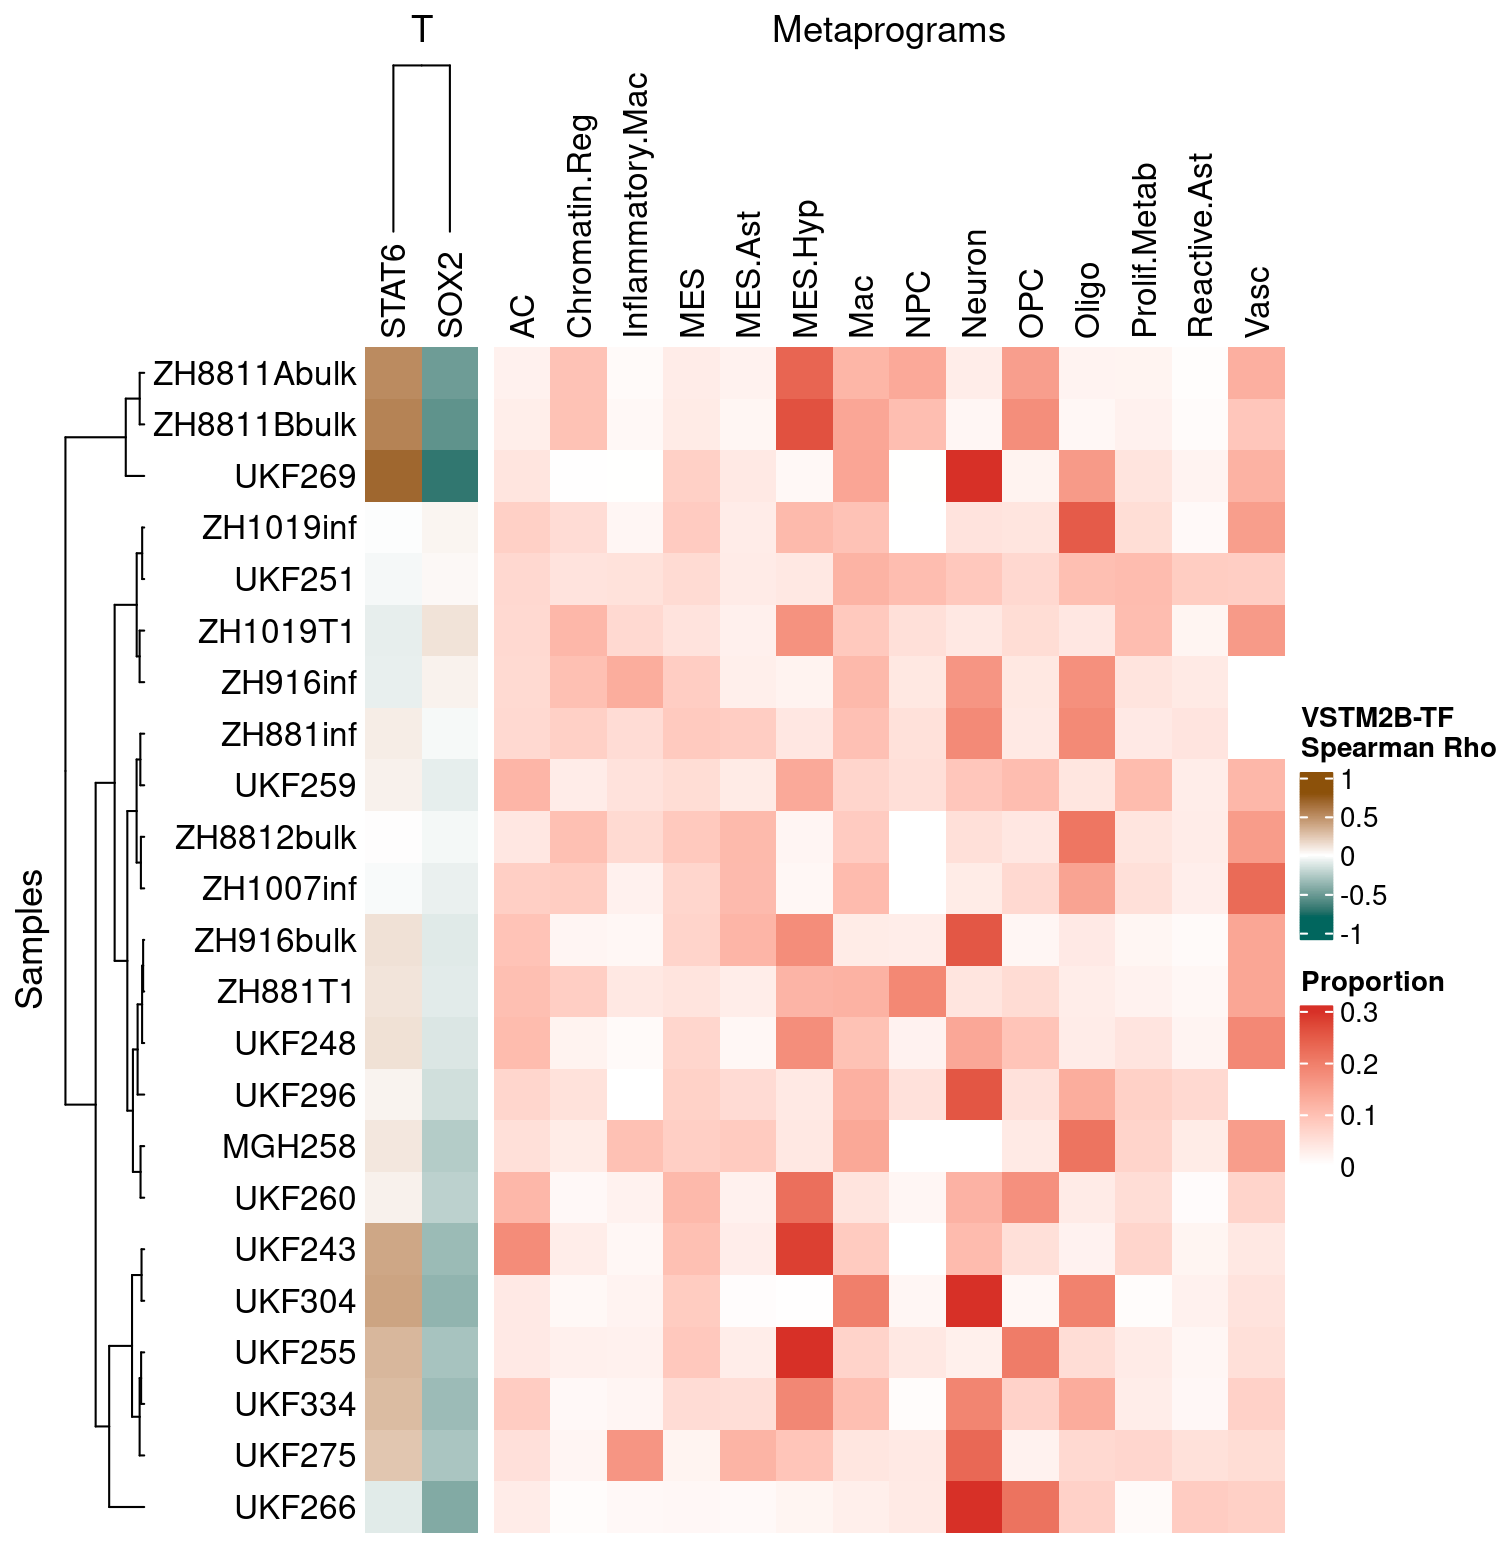 T
Metaprograms
STAT6
SOX2
AC
Chromatin.Reg
Inflammatory.Mac
MES
MES.Ast
MES.Hyp
Mac
NPC
Neuron
OPC
Oligo
Prolif.Metab
Reactive.Ast
Vasc
Samples
ZH8811Abulk
ZH8811Bbulk
UKF269
ZH1019inf
UKF251
ZH1019T1
ZH916inf
ZH881inf
UKF259
ZH8812bulk
ZH1007inf
ZH916bulk
ZH881T1
UKF248
UKF296
MGH258
UKF260
UKF243
UKF304
UKF255
UKF334
UKF275
UKF266
VSTM2B-TF
Spearman Rho
1
0.5
0
-0.5
-1
Proportion
0.3
0.2
0.1
0